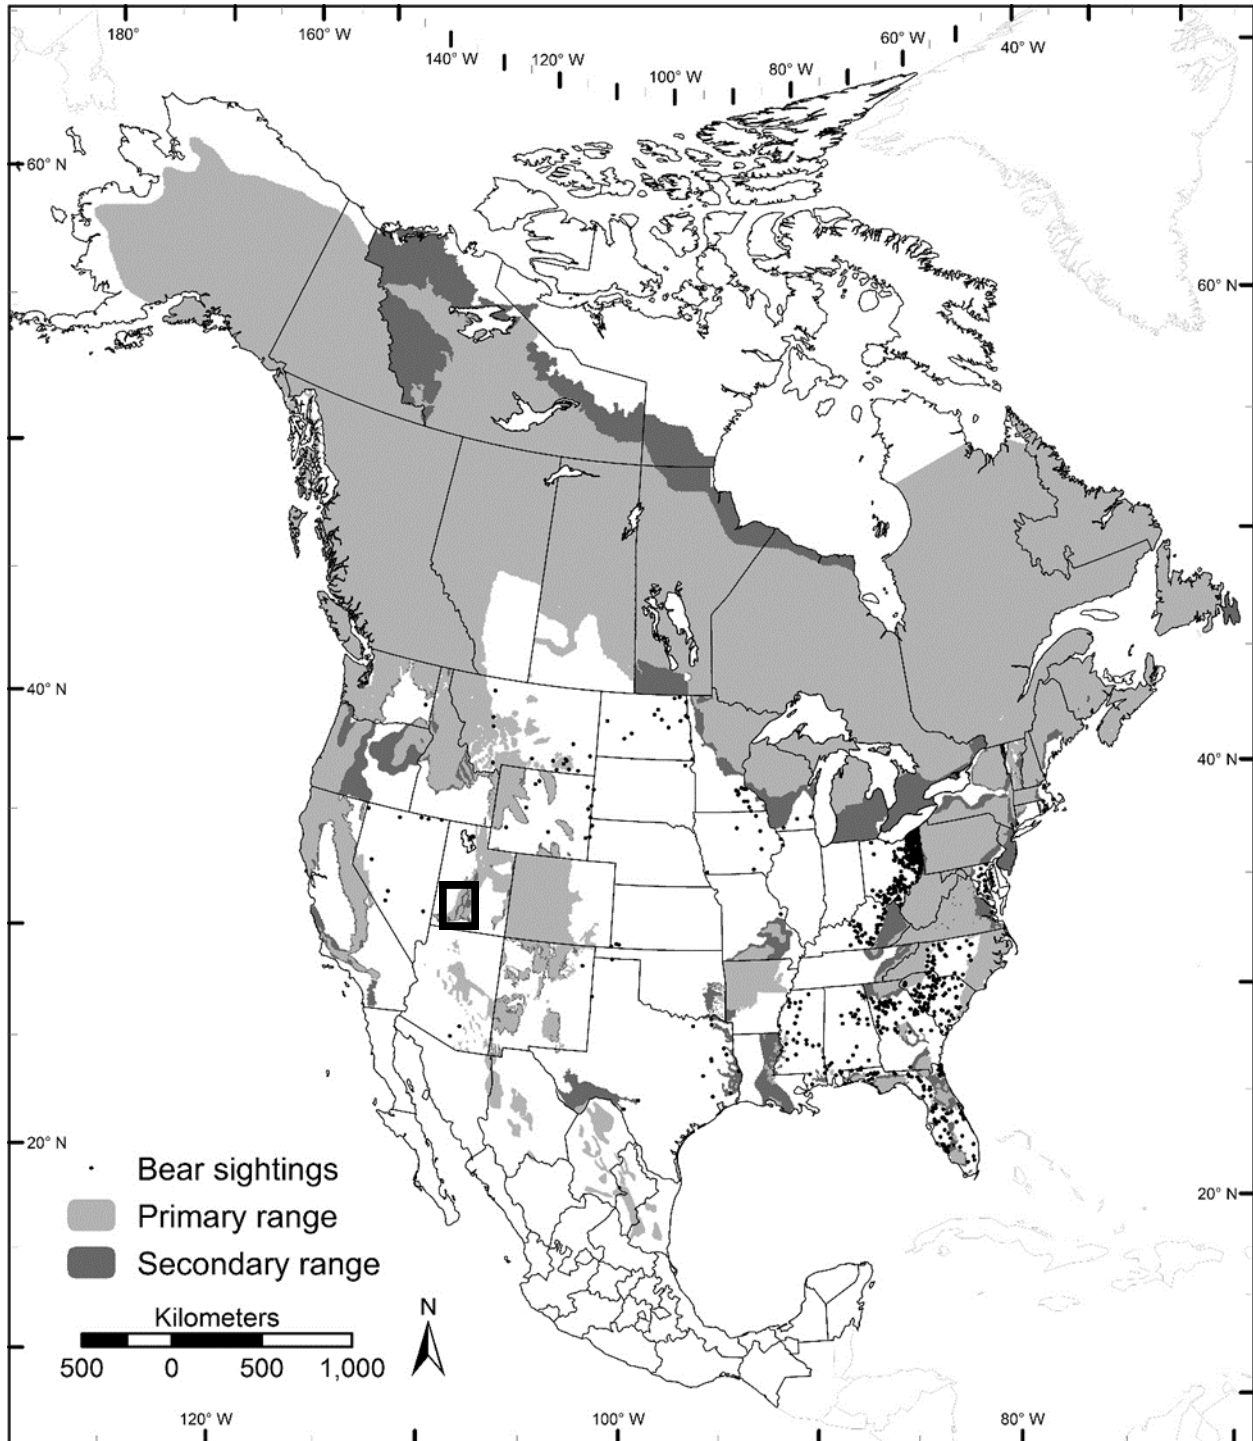 180°
160° W
140° W
120° W
100° W
80° W
60° W
40° W
60° N
60° N
40° N
40° N
20° N
20° N
Bear sightings
Primary range
Secondary range
Kilometers
500 0 500 1,000
N
120° W
100° W
80° W